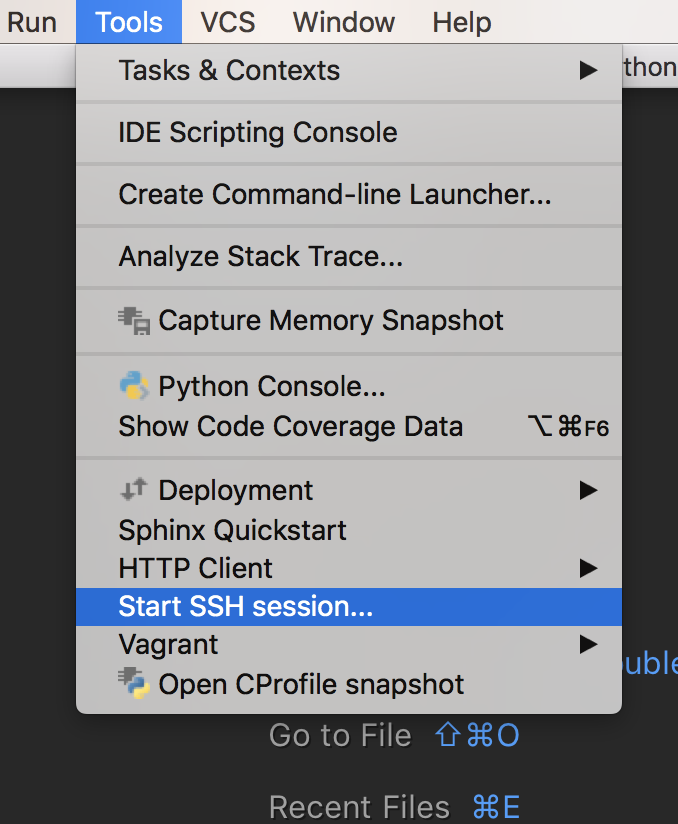 Run Tools VCS Window Help
Tasks & Contexts
thon
IDE Scripting Console
Create Command-line Launcher...
Analyze Stack Trace...
Capture Memory Snapshot
Python Console...
Show Code Coverage Data ⌥⌘F6
Deployment
Sphinx Quickstart
HTTP Client
Start SSH session...
Vagrant
ouble
Open CProfile snapshot
Go to File ⇧⌘O
Recent Files ⌘E